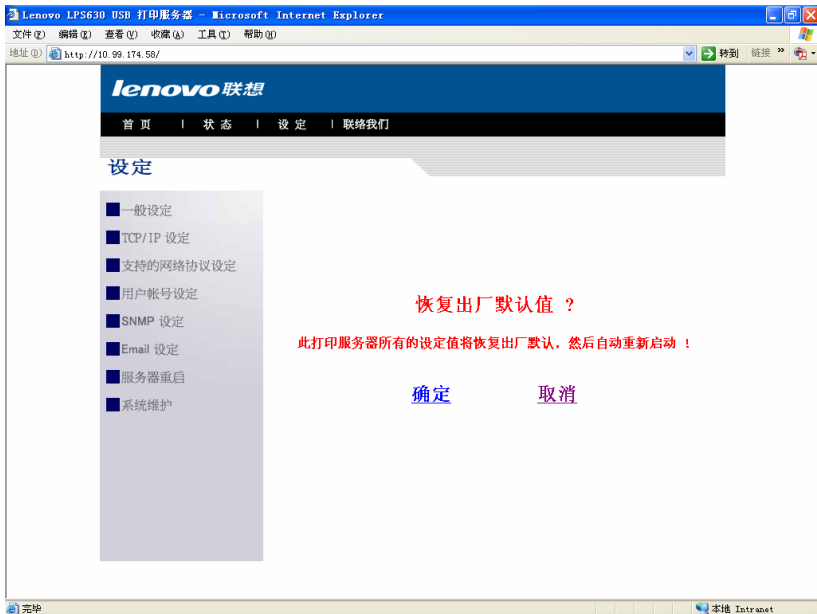 Lenovo LPS630 USB 打印服务器 - Microsoft Internet Explorer
文件(F) 编辑(E) 查看(V) 收藏(A) 工具(T) 帮助(H)
地址(D) http://10.99.174.58/ 转到 链接 »
lenovo联想
首 页 | 状 态 | 设 定 | 联络我们
设定
一般设定
TCP/IP 设定
支持的网络协议设定
用户帐号设定
SNMP 设定
Email 设定
服务器重启
系统维护
恢复出厂默认值 ?
此打印服务器所有的设定值将恢复出厂默认, 然后自动重新启动 !
确定 取消
完毕 本地 Intranet